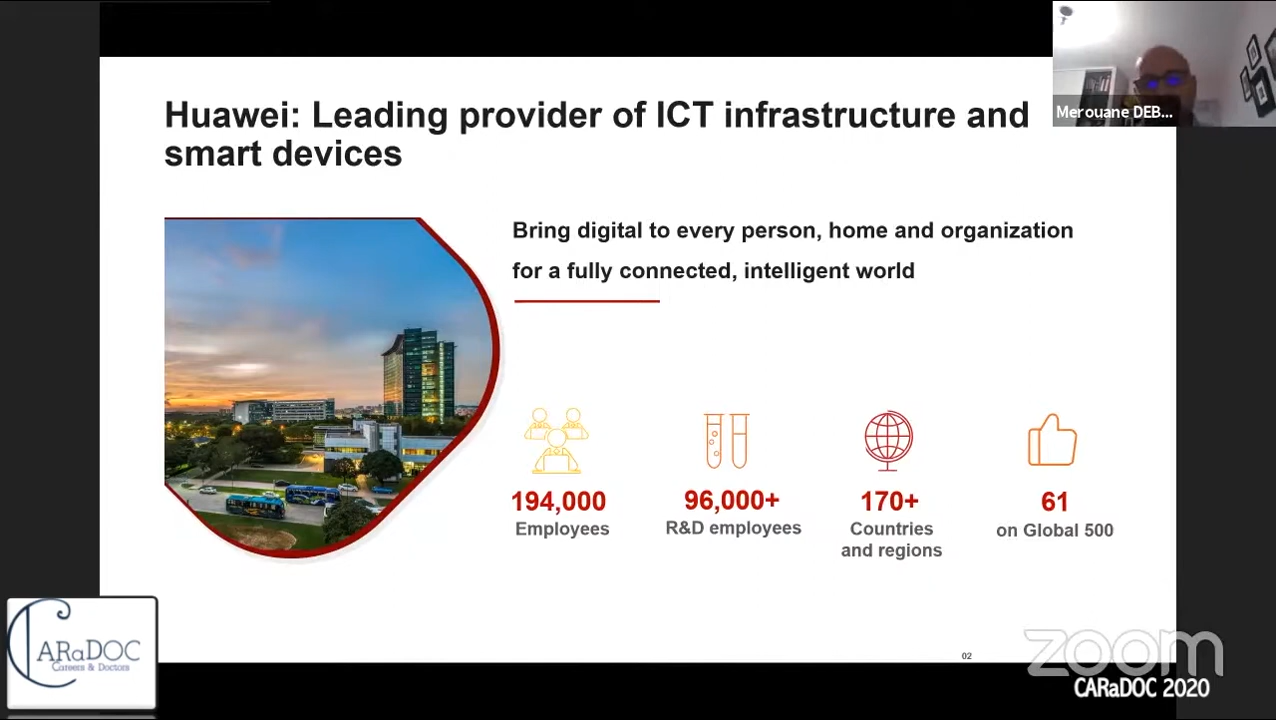 Merouane DEB...
Huawei: Leading provider of ICT infrastructure and
smart devices
Bring digital to every person, home and organization
for a fully connected, intelligent world
194,000
Employees
96,000+
R&D employees
170+
Countries
and regions
61
on Global 500
02
CARaDOC
Careers & Doctors
zoom
CARaDOC 2020